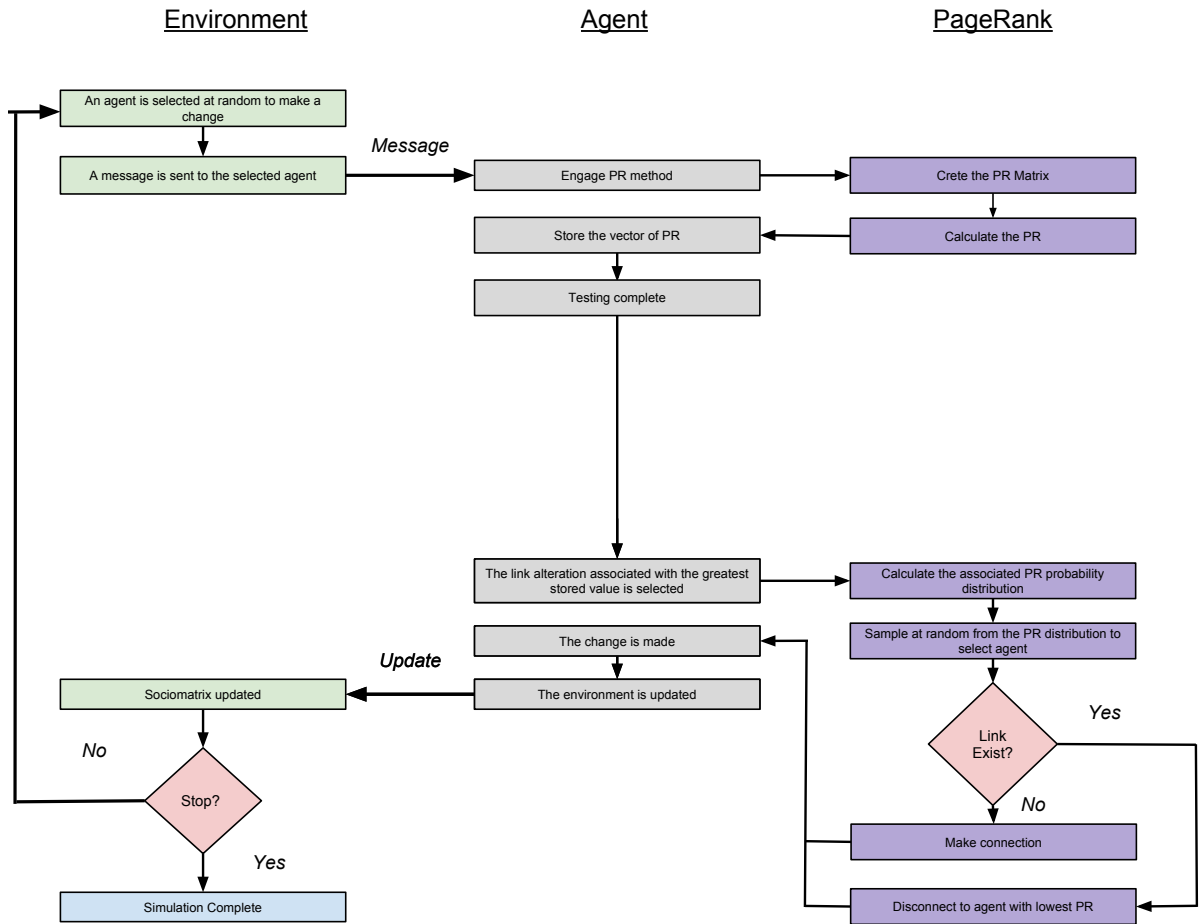 Environment
Agent
PageRank
An agent is selected at random to make a
change
Message
A message is sent to the selected agent
Engage PR method
Crete the PR Matrix
Store the vector of PR
Calculate the PR
Testing complete
The link alteration associated with the greatest
stored value is selected
Calculate the associated PR probability
distribution
The change is made
Sample at random from the PR distribution to
select agent
Update
Sociomatrix updated
The environment is updated
Yes
No
Link
Exist?
Stop?
No
Make connection
Yes
Simulation Complete
Disconnect to agent with lowest PR